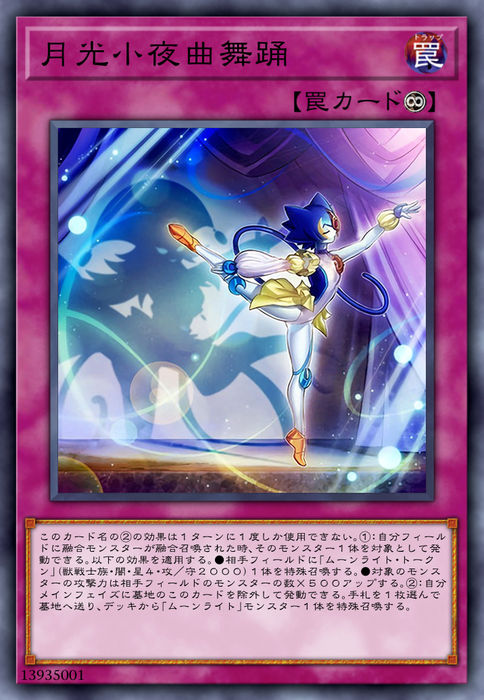 月光小夜曲舞踊
トラップ
罠
【罠カード】
このカード名の②の効果は1ターンに1度しか使用できない。①:自分フィール
ドに融合モンスターが融合召喚された時、そのモンスター1体を対象として発
動できる。以下の効果を適用する。●相手フィールドに「ムーンライト・トーク
ン」(獣戦士族・闇・星4・攻/守2000)1体を特殊召喚する。●対象のモンス
ターの攻撃力は相手フィールドのモンスターの数×500アップする。②:自分
メインフェイズに墓地のこのカードを除外して発動できる。手札を1枚選んで
墓地へ送り、デッキから「ムーンライト」モンスター1体を特殊召喚する。
13935001